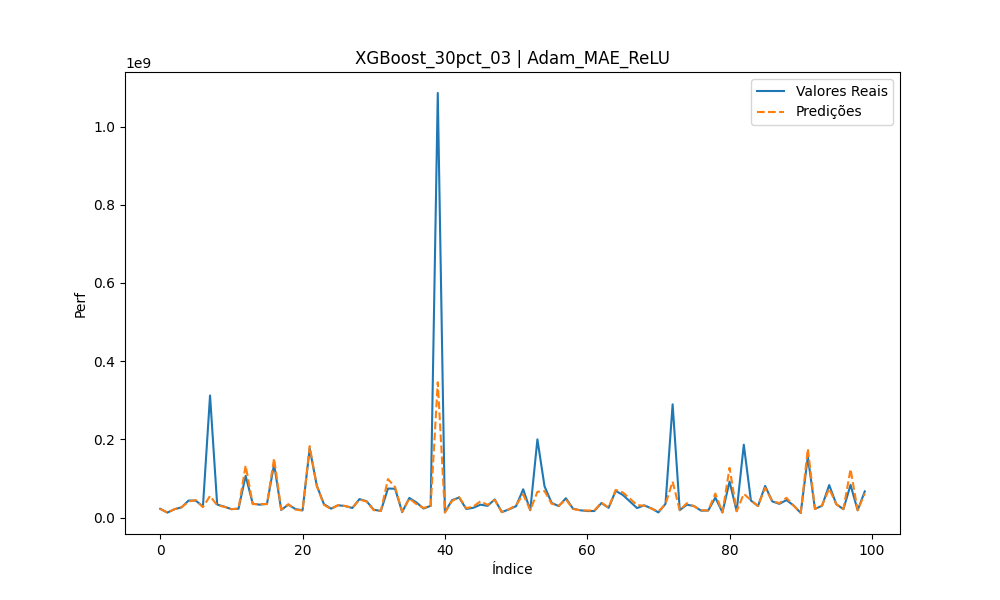 XGBoost_30pct_03 | Adam_MAE_ReLU
1e9
Valores Reais
Predições
1.0
0.8
0.6
0.4
0.2
0.0
Perf
0
20
40
60
80
100
Índice